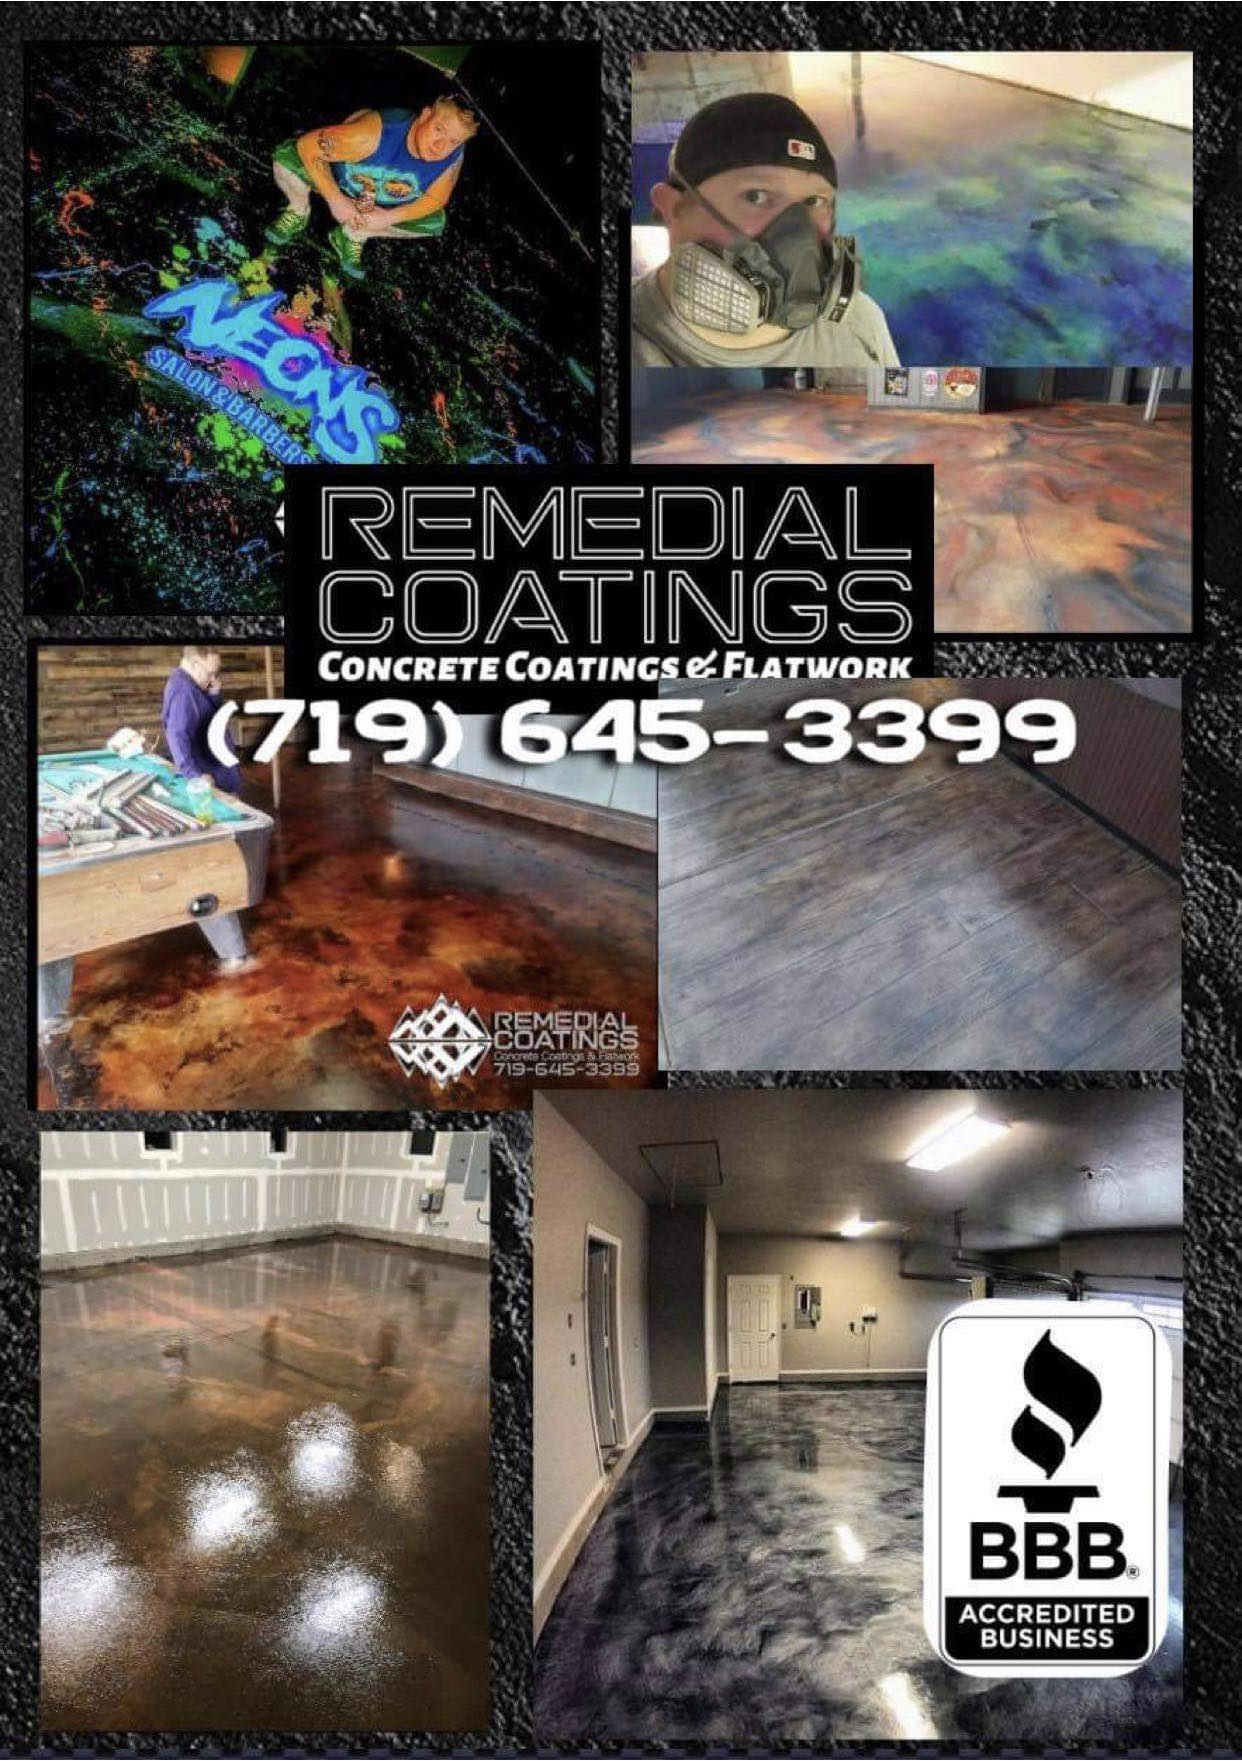 NEONS
SALON & BARBERS
REMEDIAL
COATINGS
CONCRETE COATINGS & FLATWORK
(719) 645-3399
REMEDIAL
COATINGS
Concrete Coatings & Flatwork
719-645-3399
BBB®
ACCREDITED
BUSINESS